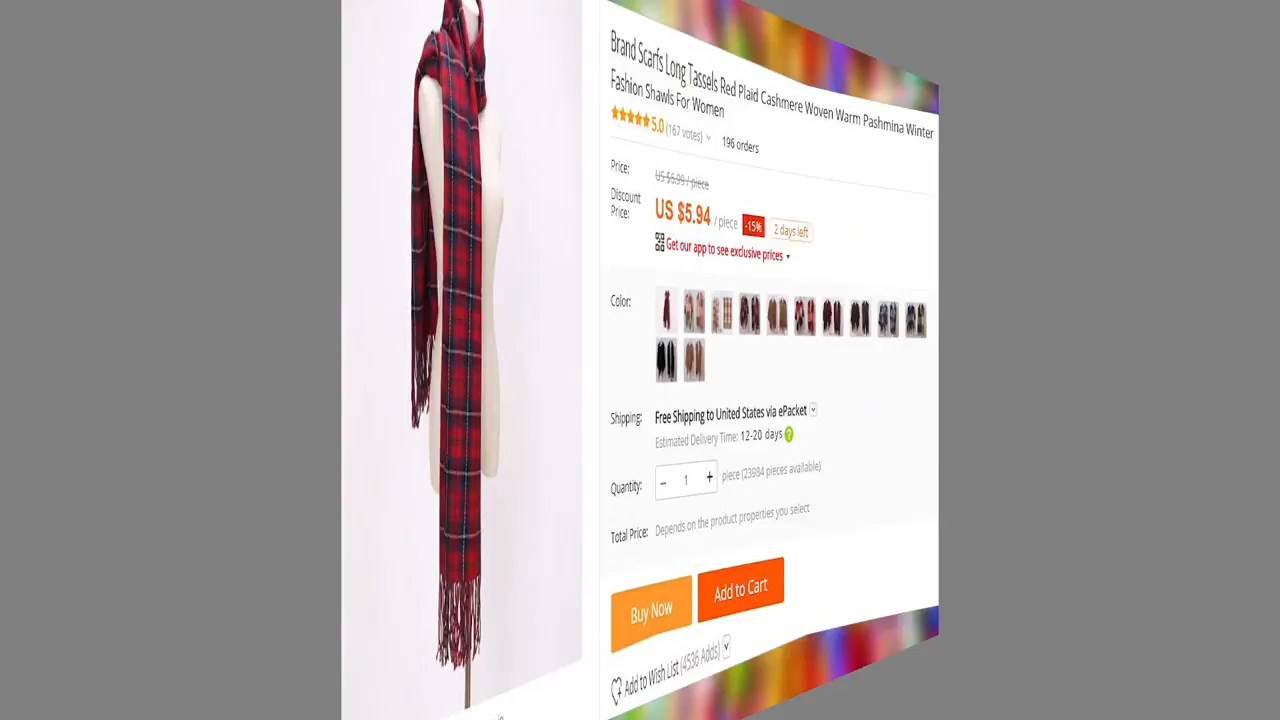 Brand Scarfs Long Tassels Red Plaid Cashmere Woven Warm Pashmina Winter
Fashion Shawls For Women
5.0 (167 votes) 196 orders
Price: US $6.99 / piece
Discount Price: US $5.94 / piece -15% 2 days left
Get our app to see exclusive prices
Color:
Shipping: Free Shipping to United States via ePacket
Estimated Delivery Time: 12-20 days ?
Quantity: − 1 + piece (23984 pieces available)
Total Price: Depends on the product properties you select
Buy Now Add to Cart
Add to Wish List (4536 Adds)